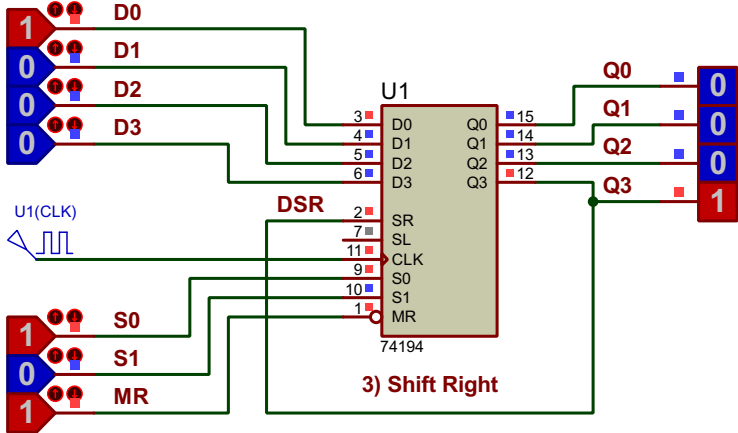 1 D0
0 D1
0 D2
0 D3
U1(CLK)
DSR
1 S0
0 S1
1 MR
U1
3 D0 Q0 15
4 D1 Q1 14
5 D2 Q2 13
6 D3 Q3 12
2 SR
7 SL
11 CLK
9 S0
10 S1
1 MR
74194
3) Shift Right
Q0 0
Q1 0
Q2 0
Q3 1